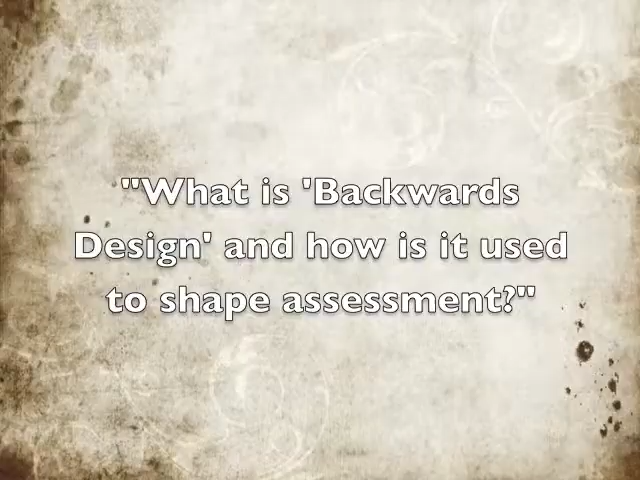 "What is 'Backwards
Design' and how is it used
to shape assessment?"